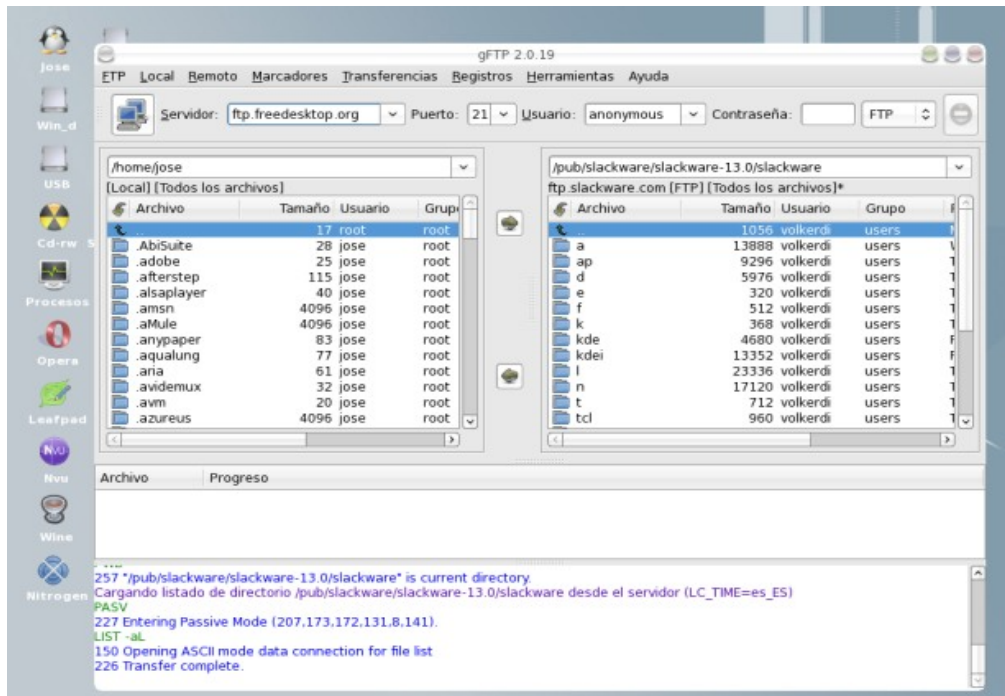 Jose
Win_d
USB
Cd-rw S
Procesos
Opera
Leafpad
Nvu
Nvu
Wine
Nitrogen
gFTP 2.0.19
FTP Local Remoto Marcadores Transferencias Registros Herramientas Ayuda
Servidor: ftp.freedesktop.org Puerto: 21 Usuario: anonymous Contraseña: FTP
/home/jose
[Local] [Todos los archivos]
Archivo Tamaño Usuario Grupo
.. 17 root root
.AbiSuite 28 jose root
.adobe 25 jose root
.afterstep 115 jose root
.alsaplayer 40 jose root
.amsn 4096 jose root
.aMule 4096 jose root
.anypaper 83 jose root
.aqualung 77 jose root
.aria 61 jose root
.avidemux 32 jose root
.avm 20 jose root
.azureus 4096 jose root
/pub/slackware/slackware-13.0/slackware
ftp.slackware.com [FTP] [Todos los archivos]*
Archivo Tamaño Usuario Grupo
.. 1056 volkerdi users
a 13888 volkerdi users
ap 9296 volkerdi users
d 5976 volkerdi users
e 320 volkerdi users
f 512 volkerdi users
k 368 volkerdi users
kde 4680 volkerdi users
kdei 13352 volkerdi users
l 23336 volkerdi users
n 17120 volkerdi users
t 712 volkerdi users
tcl 960 volkerdi users
Archivo Progreso
257 "/pub/slackware/slackware-13.0/slackware" is current directory.
Cargando listado de directorio /pub/slackware/slackware-13.0/slackware desde el servidor (LC_TIME=es_ES)
PASV
227 Entering Passive Mode (207,173,172,131,8,141).
LIST -aL
150 Opening ASCII mode data connection for file list
226 Transfer complete.